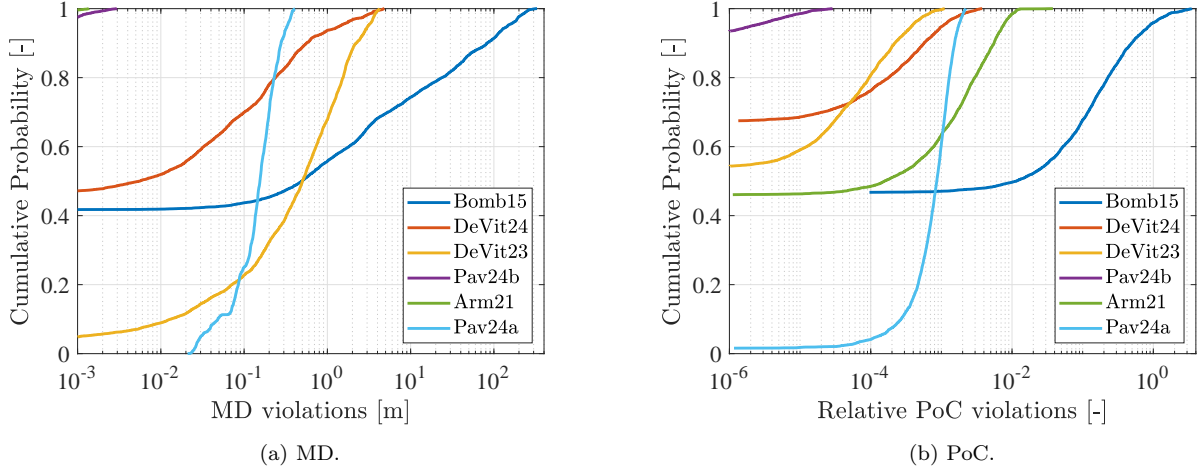 Cumulative Probability [-]
1
0.8
0.6
0.4
0.2
0
10^-3
10^-2
10^-1
10^0
10^1
10^2
MD violations [m]
Bomb15
DeVit24
DeVit23
Pav24b
Arm21
Pav24a
(a) MD.
Cumulative Probability [-]
1
0.8
0.6
0.4
0.2
0
10^-6
10^-4
10^-2
10^0
Relative PoC violations [-]
Bomb15
DeVit24
DeVit23
Pav24b
Arm21
Pav24a
(b) PoC.